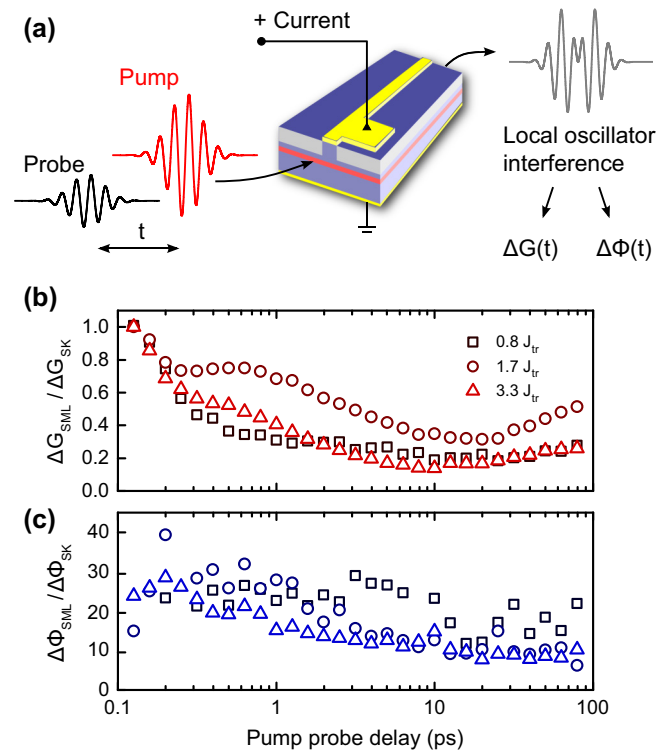 (a)
+ Current
Pump
Probe
t
Local oscillator
interference
ΔG(t) ΔΦ(t)
(b)
1.0
0.8
0.6
0.4
0.2
0.0
ΔG_SML / ΔG_SK
0.8 J_tr
1.7 J_tr
3.3 J_tr
(c)
40
30
20
10
0
ΔΦ_SML / ΔΦ_SK
0.1 1 10 100
Pump probe delay (ps)